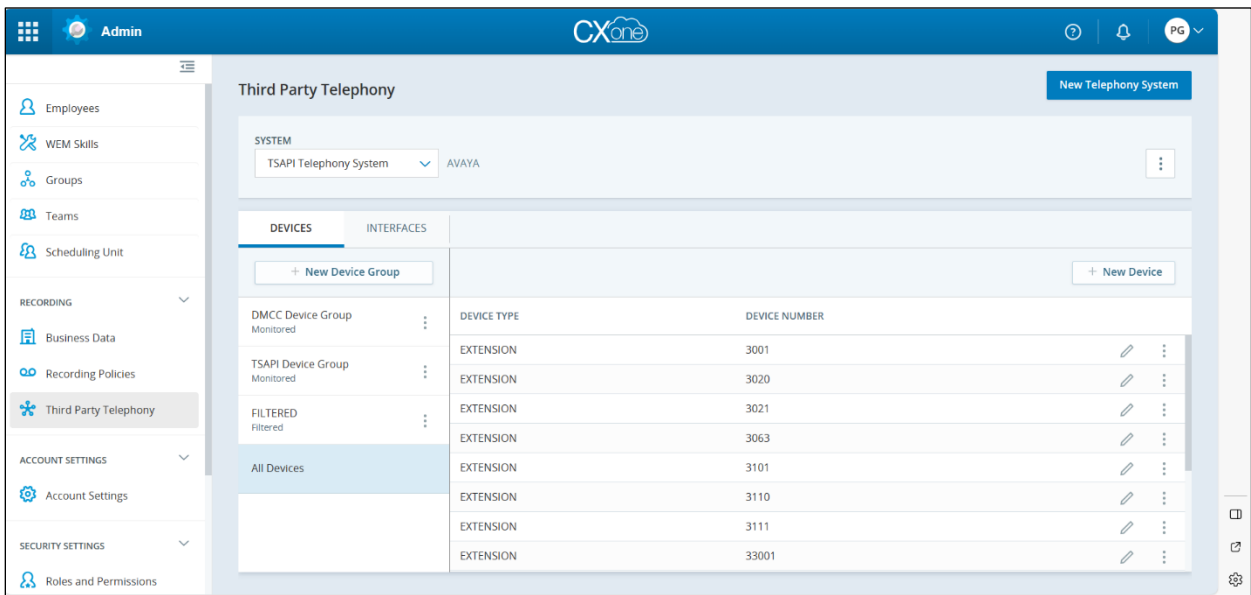 Admin
CXone
PG
Employees
WEM Skills
Groups
Teams
Scheduling Unit
RECORDING
Business Data
Recording Policies
Third Party Telephony
ACCOUNT SETTINGS
Account Settings
SECURITY SETTINGS
Roles and Permissions
Third Party Telephony
New Telephony System
SYSTEM
TSAPI Telephony System AVAYA
DEVICES INTERFACES
+ New Device Group
+ New Device
DMCC Device Group
Monitored
TSAPI Device Group
Monitored
FILTERED
Filtered
All Devices
DEVICE TYPE DEVICE NUMBER
EXTENSION 3001
EXTENSION 3020
EXTENSION 3021
EXTENSION 3063
EXTENSION 3101
EXTENSION 3110
EXTENSION 3111
EXTENSION 33001